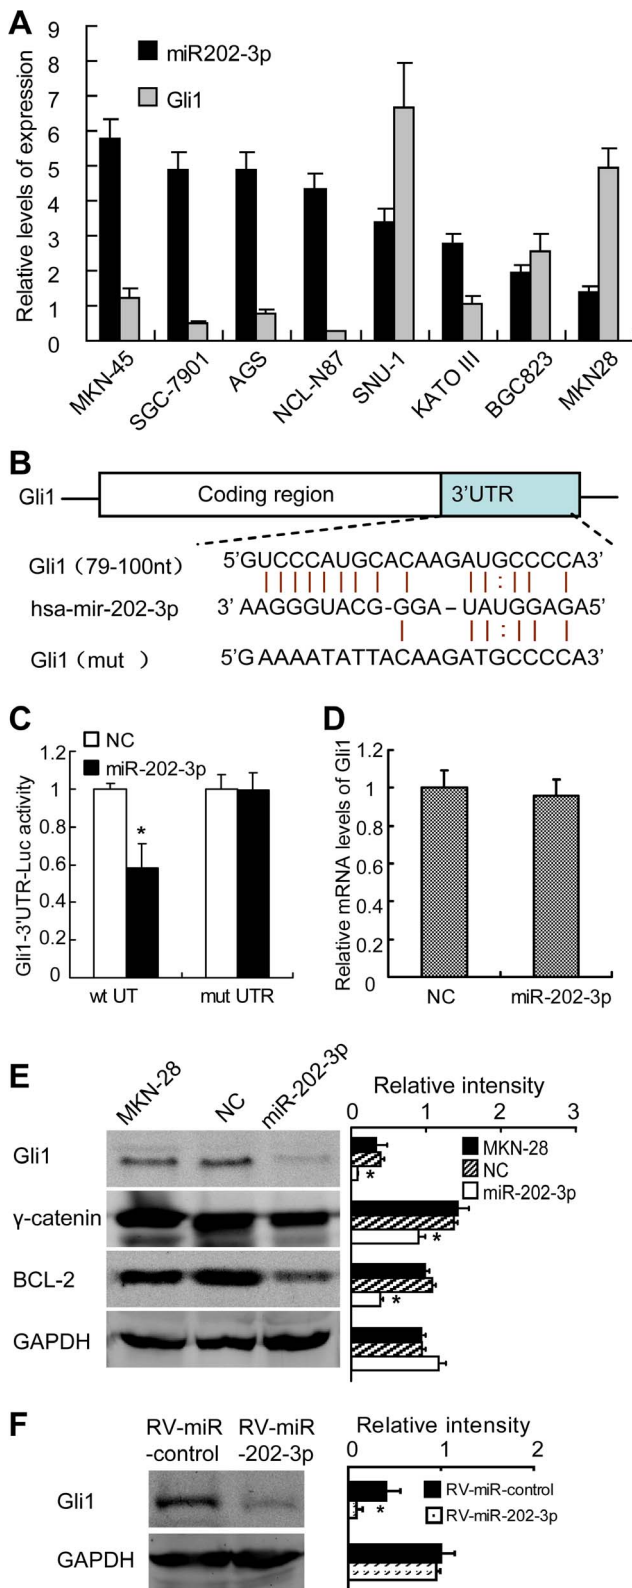 A
Relative levels of expression
9
8
7
6
5
4
3
2
1
0
miR202-3p
Gli1
MKN-45
SGC-7901
AGS
NCL-N87
SNU-1
KATO III
BGC823
MKN28
B
Gli1
Coding region
3'UTR
Gli1 (79-100nt)
5'GUCCCAUGCACAAGAUGCCCCA3'
hsa-mir-202-3p
3' AAGGGUACG-GGA–UAUGGAGA5'
Gli1 (mut )
5'GAAAATATTACAAGATGCCCCA3'
C
NC
miR-202-3p
Gli1-3'UTR-Luc activity
1.2
1
0.8
0.6
0.4
0.2
0
*
wt UT
mut UTR
D
Relative mRNA levels of Gli1
1.2
1
0.8
0.6
0.4
0.2
0
NC
miR-202-3p
E
MKN-28
NC
miR-202-3p
Relative intensity
0 1 2 3
Gli1
γ-catenin
BCL-2
GAPDH
MKN-28
NC
miR-202-3p
*
*
*
F
RV-miR
-control
RV-miR
-202-3p
Relative intensity
0 1 2
Gli1
GAPDH
RV-miR-control
RV-miR-202-3p
*